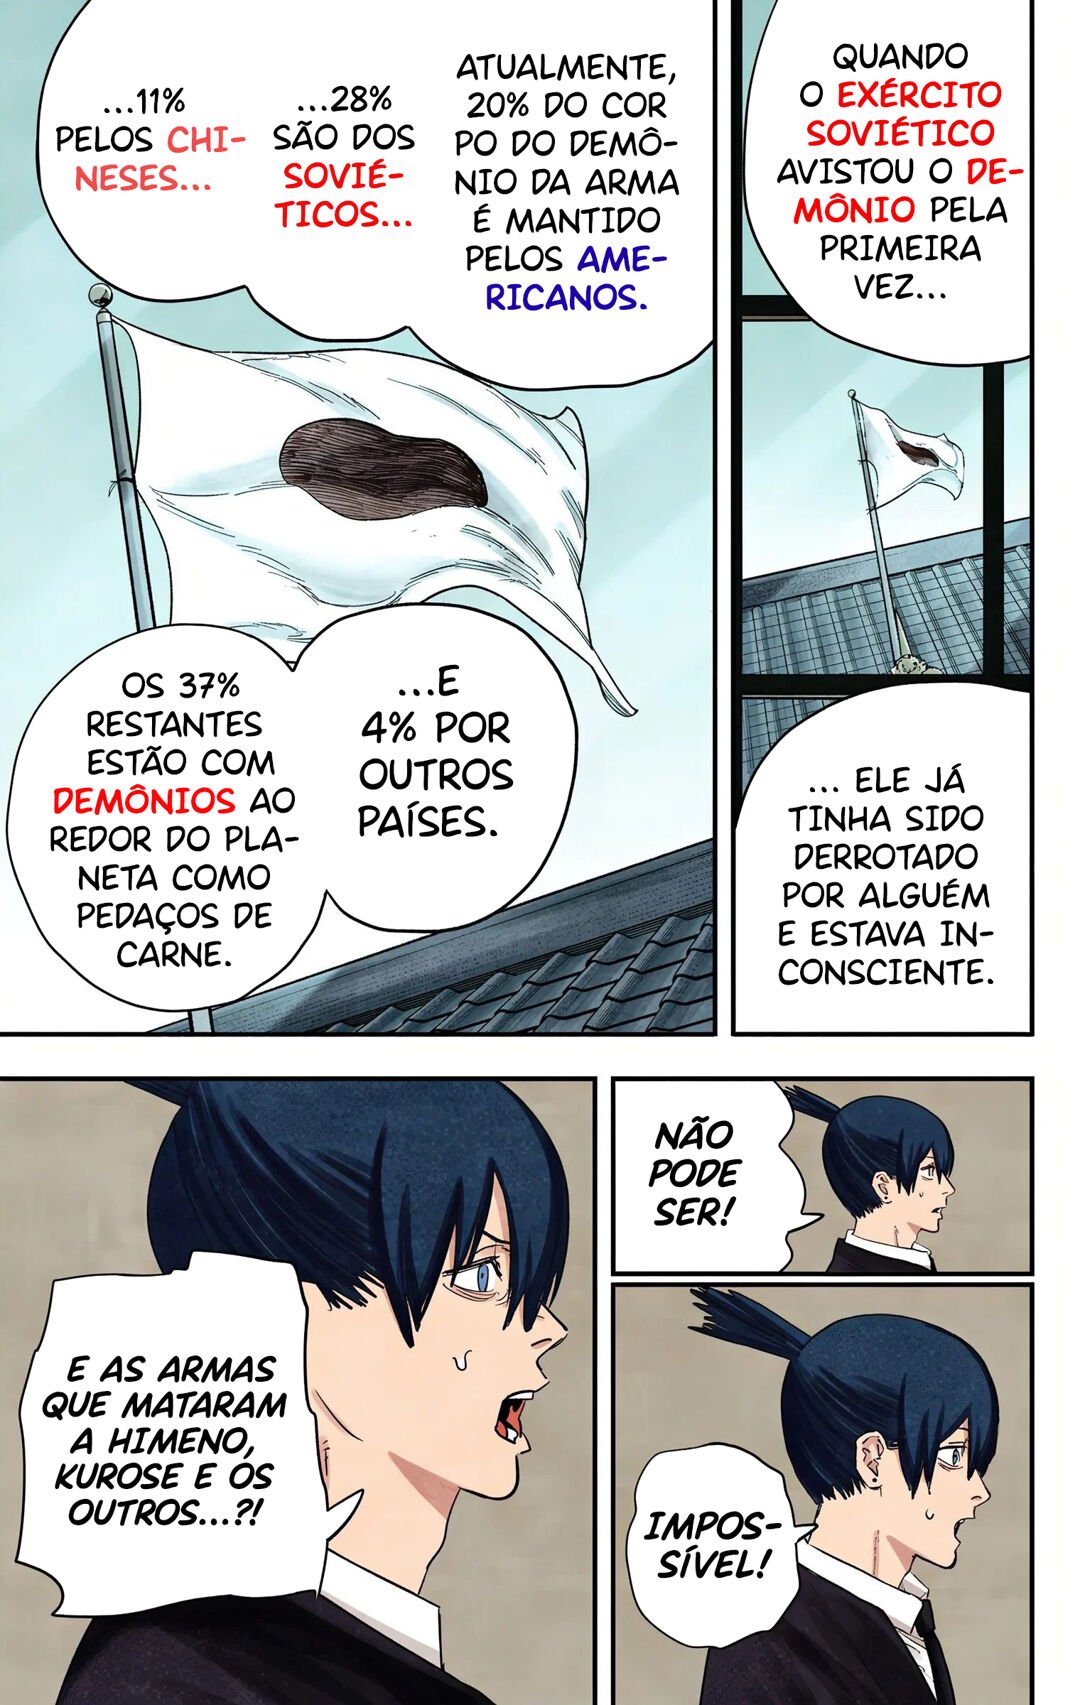 QUANDO
O EXÉRCITO
SOVIÉTICO
AVISTOU O DE-
MÔNIO PELA
PRIMEIRA
VEZ...
... ELE JÁ
TINHA SIDO
DERROTADO
POR ALGUÉM
E ESTAVA IN-
CONSCIENTE.
ATUALMENTE,
20% DO COR
PO DO DEMÔ-
NIO DA ARMA
É MANTIDO
PELOS AME-
RICANOS.
...28%
SÃO DOS
SOVIÉ-
TICOS...
...11%
PELOS CHI-
NESES...
...E
4% POR
OUTROS
PAÍSES.
OS 37%
RESTANTES
ESTÃO COM
DEMÔNIOS AO
REDOR DO PLA-
NETA COMO
PEDAÇOS DE
CARNE.
NÃO
PODE
SER!
IMPOS-
SÍVEL!
E AS ARMAS
QUE MATARAM
A HIMENO,
KUROSE E OS
OUTROS...?!